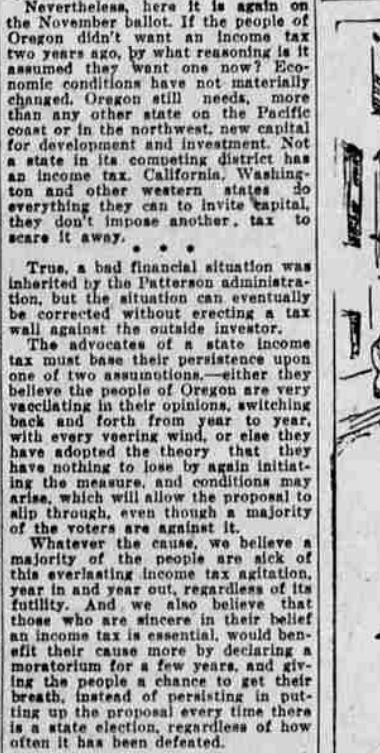 Nevertheless, here it is again on
the November ballot. If the people of
Oregon didn't want an income tax
two years ago, by what reasoning is it
assumed they want one now? Eco-
nomic conditions have not materially
changed. Oregon still needs, more
than any other state on the Pacific
coast or in the northwest, new capital
for development and investment. Not
a state in its competing district has
an income tax. California, Washing-
ton and other western states do
everything they can to invite capital,
they don't impose another, tax to
scare it away.
* * *
True, a bad financial situation was
inherited by the Patterson administra-
tion, but the situation can eventually
be corrected without erecting a tax
wall against the outside investor.
The advocates of a state income
tax must base their persistence upon
one of two assumotions,—either they
believe the people of Oregon are very
vaccilating in their opinions, switching
back and forth from year to year,
with every veering wind, or else they
have adopted the theory that they
have nothing to lose by again initiat-
ing the measure, and conditions may
arise, which will allow the proposal to
slip through, even though a majority
of the voters are against it.
Whatever the cause, we believe a
majority of the people are sick of
this everlasting income tax agitation,
year in and year out, regardless of its
futility. And we also believe that
those who are sincere in their belief
an income tax is essential, would ben-
efit their cause more by declaring a
moratorium for a few years, and giv-
ing the people a chance to get their
breath, instead of persisting in put-
ting up the proposal every time there
is a state election, regardless of how
often it has been defeated.